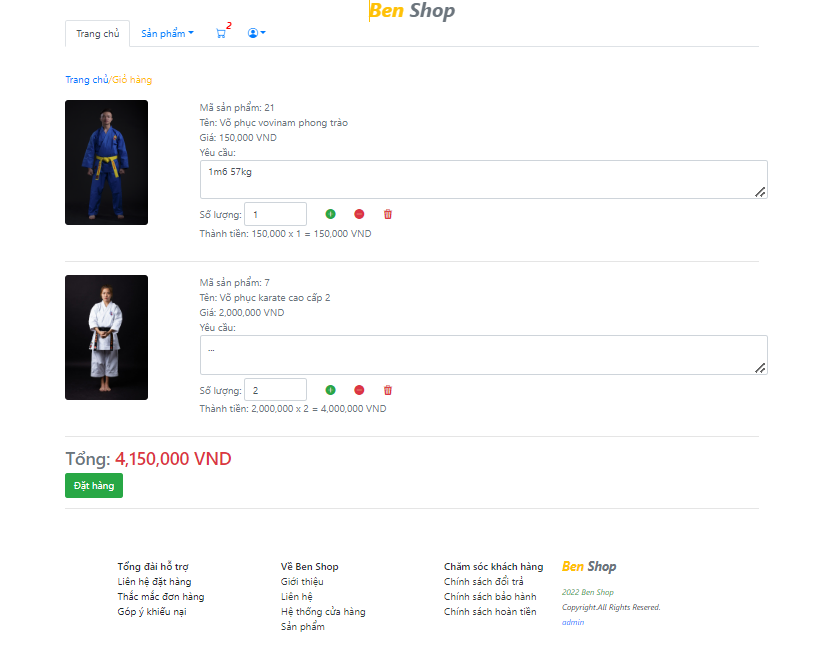 Ben Shop
Trang chủ Sản phẩm 2
Trang chủ/Giỏ hàng
Mã sản phẩm: 21
Tên: Võ phục vovinam phong trào
Giá: 150,000 VND
Yêu cầu:
1m6 57kg
Số lượng: 1
Thành tiền: 150,000 x 1 = 150,000 VND
Mã sản phẩm: 7
Tên: Võ phục karate cao cấp 2
Giá: 2,000,000 VND
Yêu cầu:
...
Số lượng: 2
Thành tiền: 2,000,000 x 2 = 4,000,000 VND
Tổng: 4,150,000 VND
Đặt hàng
Tổng đài hỗ trợ
Liên hệ đặt hàng
Thắc mắc đơn hàng
Góp ý khiếu nại
Về Ben Shop
Giới thiệu
Liên hệ
Hệ thống cửa hàng
Sản phẩm
Chăm sóc khách hàng
Chính sách đổi trả
Chính sách bảo hành
Chính sách hoàn tiền
Ben Shop
2022 Ben Shop
Copyright.All Rights Resered.
admin